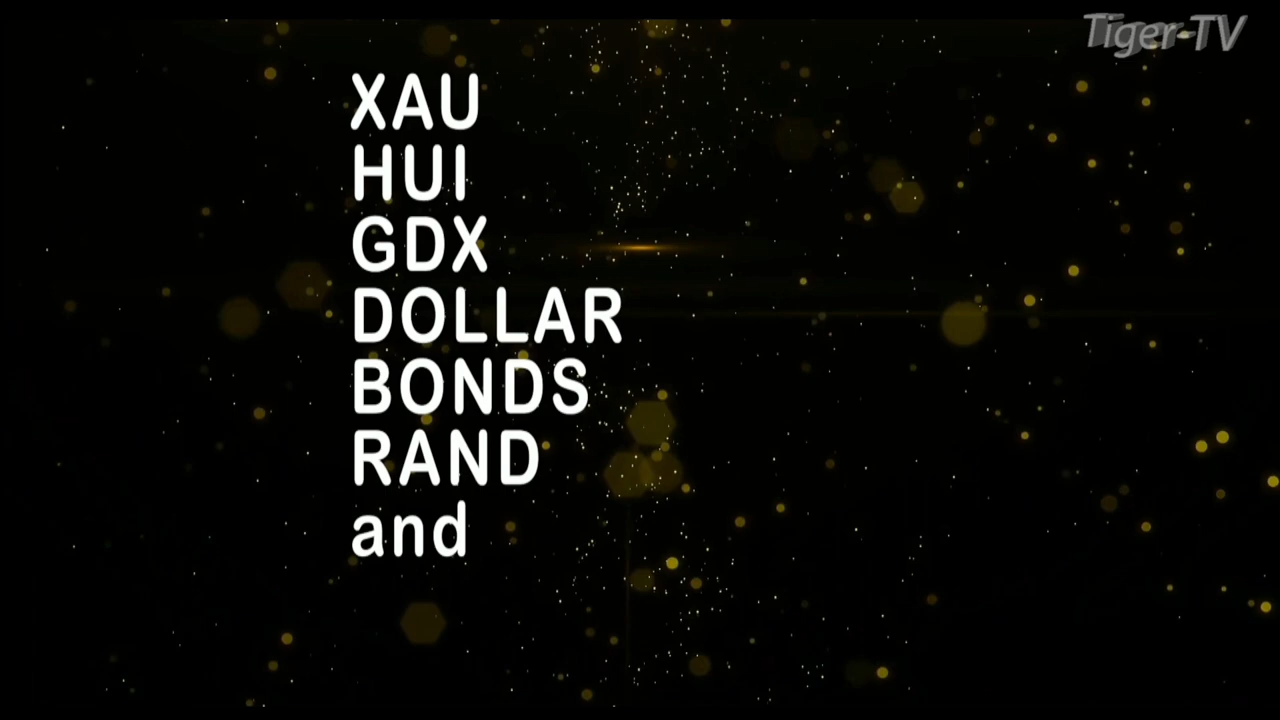 Tiger-TV
XAU
HUI
GDX
DOLLAR
BONDS
RAND
and